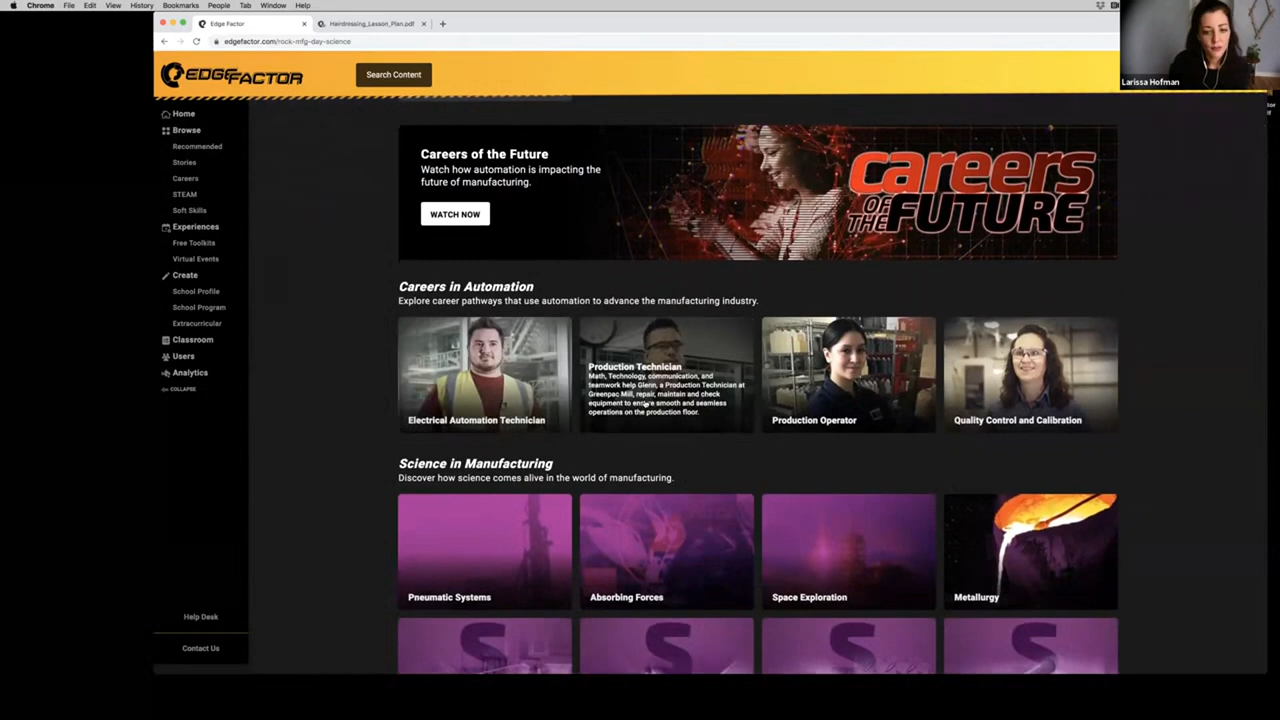 Chrome File Edit View History Bookmarks People Tab Window Help
Edge Factor
Hairdressing_Lesson_Plan.pdf
edgefactor.com/rock-mfg-day-science
Larissa Hofman
EDGE FACTOR
Search Content
Home
Browse
Recommended
Stories
Careers
STEAM
Soft Skills
Experiences
Free Toolkits
Virtual Events
Create
School Profile
School Program
Extracurricular
Classroom
Users
Analytics
COLLAPSE
Help Desk
Contact Us
Careers of the Future
Watch how automation is impacting the
future of manufacturing.
WATCH NOW
careers
OF THE FUTURE
Careers in Automation
Explore career pathways that use automation to advance the manufacturing industry.
Electrical Automation Technician
Production Technician
Math, Technology, communication, and
teamwork help Glenn, a Production Technician at
Greenpac Mill, repair, maintain and check
equipment to ensure smooth and seamless
operations on the production floor.
Production Operator
Quality Control and Calibration
Science in Manufacturing
Discover how science comes alive in the world of manufacturing.
Pneumatic Systems
Absorbing Forces
Space Exploration
Metallurgy
S
S
S
S